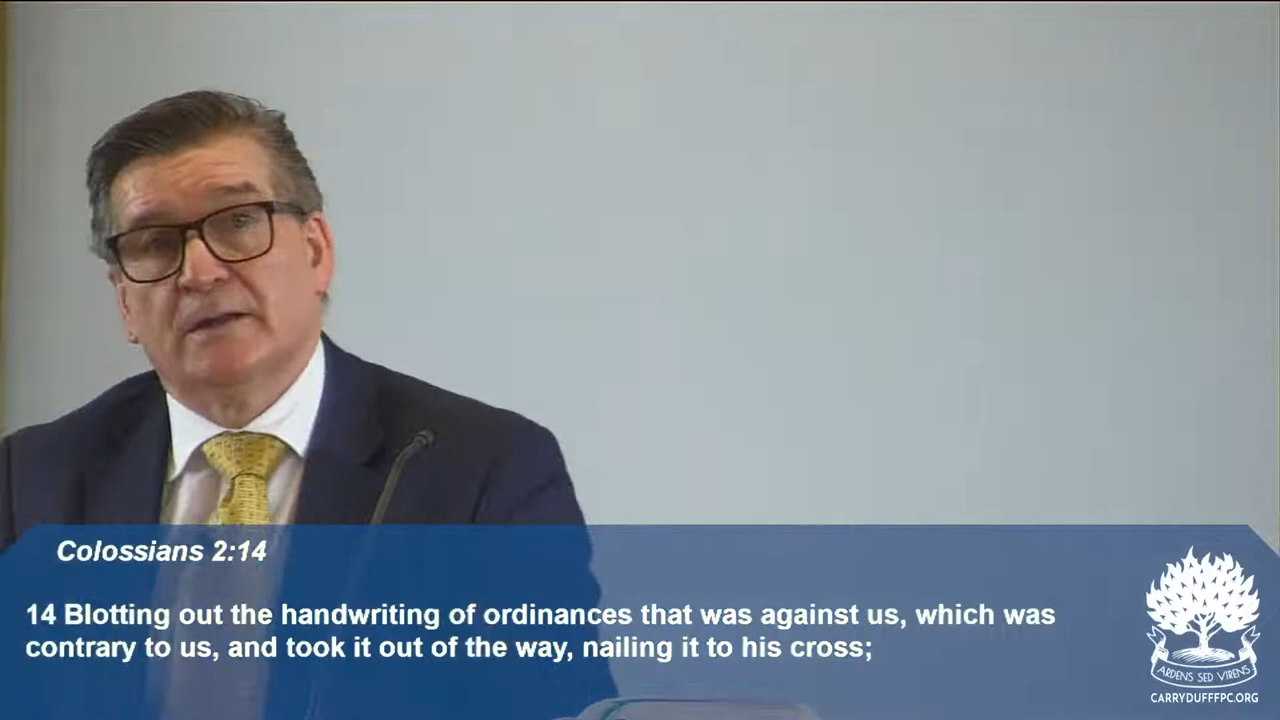 Colossians 2:14
14 Blotting out the handwriting of ordinances that was against us, which was
contrary to us, and took it out of the way, nailing it to his cross;
ARDENS SED VIRENS
CARRYDUFFFPC.ORG